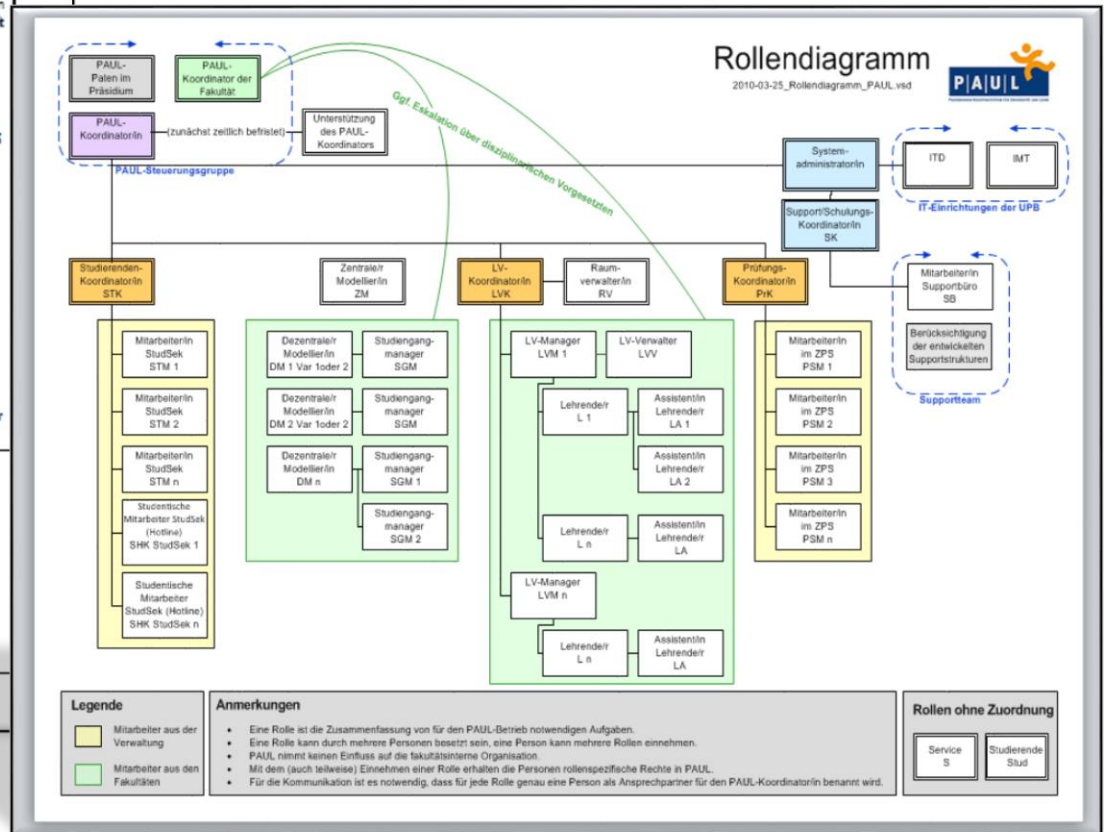 Rollendiagramm
2010-03-25_Rollendiagramm_PAUL.vsd
PAUL
PAUL-
Paten im
Präsidium
PAUL-
Koordinator der
Fakultät
PAUL-
Koordinator/in
(zunächst zeitlich befristet)
Unterstützung
des PAUL-
Koordinators
PAUL-Steuerungsgruppe
Ggf. Eskalation über disziplinarischen Vorgesetzten
System-
administrator/in
ITD
IMT
IT-Einrichtungen der UPB
Support/Schulungs-
Koordinator/in
SK
Studierenden-
Koordinator/in
STK
Zentrale/r
Modellier/in
ZM
LV-
Koordinator/in
LVK
Raum-
verwalter/in
RV
Prüfungs-
Koordinator/in
PrK
Mitarbeiter/in
Supportbüro
SB
Berücksichtigung
der entwickelten
Supportstrukturen
Supportteam
Mitarbeiter/in
StudSek
STM 1
Mitarbeiter/in
StudSek
STM 2
Mitarbeiter/in
StudSek
STM n
Studentische
Mitarbeiter StudSek
(Hotline)
SHK StudSek 1
Studentische
Mitarbeiter
StudSek (Hotline)
SHK StudSek n
Dezentrale/r
Modellier/in
DM 1 Var 1oder 2
Studiengang-
manager
SGM
Dezentrale/r
Modellier/in
DM 2 Var 1oder 2
Studiengang-
manager
SGM
Dezentrale/r
Modellier/in
DM n
Studiengang-
manager
SGM 1
Studiengang-
manager
SGM 2
LV-Manager
LVM 1
LV-Verwalter
LVV
Lehrende/r
L 1
Assistent/in
Lehrende/r
LA 1
Assistent/in
Lehrende/r
LA 2
Lehrende/r
L n
Assistent/in
Lehrende/r
LA
LV-Manager
LVM n
Lehrende/r
L n
Assistent/in
Lehrende/r
LA
Mitarbeiter/in
im ZPS
PSM 1
Mitarbeiter/in
im ZPS
PSM 2
Mitarbeiter/in
im ZPS
PSM 3
Mitarbeiter/in
im ZPS
PSM n
Legende
Mitarbeiter aus der
Verwaltung
Mitarbeiter aus den
Fakultäten
Anmerkungen
• Eine Rolle ist die Zusammenfassung von für den PAUL-Betrieb notwendigen Aufgaben.
• Eine Rolle kann durch mehrere Personen besetzt sein, eine Person kann mehrere Rollen einnehmen.
• PAUL nimmt keinen Einfluss auf die fakultätsinterne Organisation.
• Mit dem (auch teilweise) Einnehmen einer Rolle erhalten die Personen rollenspezifische Rechte in PAUL.
• Für die Kommunikation ist es notwendig, dass für jede Rolle genau eine Person als Ansprechpartner für den PAUL-Koordinator/in benannt wird.
Rollen ohne Zuordnung
Service
S
Studierende
Stud